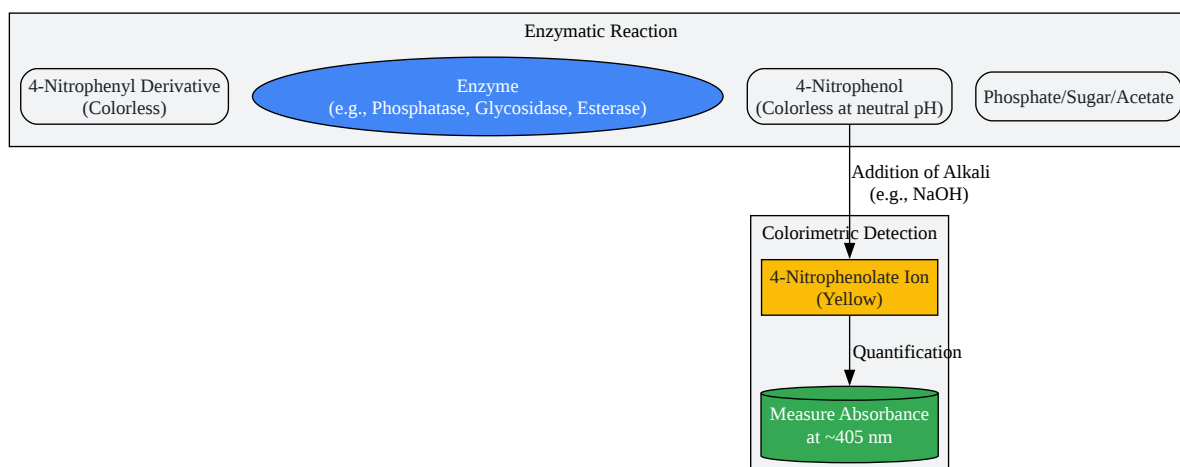 Enzymatic Reaction
4-Nitrophenyl Derivative
(Colorless)
Enzyme
(e.g., Phosphatase, Glycosidase, Esterase)
4-Nitrophenol
(Colorless at neutral pH)
Phosphate/Sugar/Acetate
Addition of Alkali
(e.g., NaOH)
Colorimetric Detection
4-Nitrophenolate Ion
(Yellow)
Quantification
Measure Absorbance
at ~405 nm